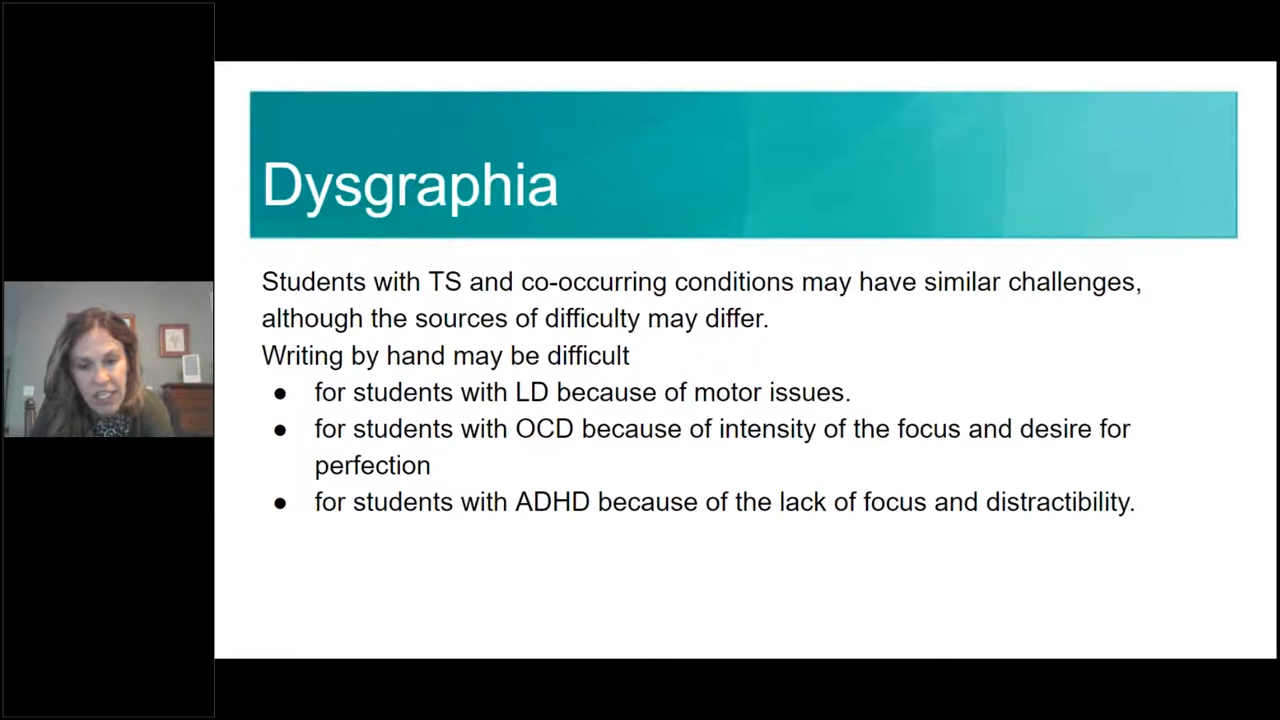 Dysgraphia
Students with TS and co-occurring conditions may have similar challenges,
although the sources of difficulty may differ.
Writing by hand may be difficult
● for students with LD because of motor issues.
● for students with OCD because of intensity of the focus and desire for
perfection
● for students with ADHD because of the lack of focus and distractibility.